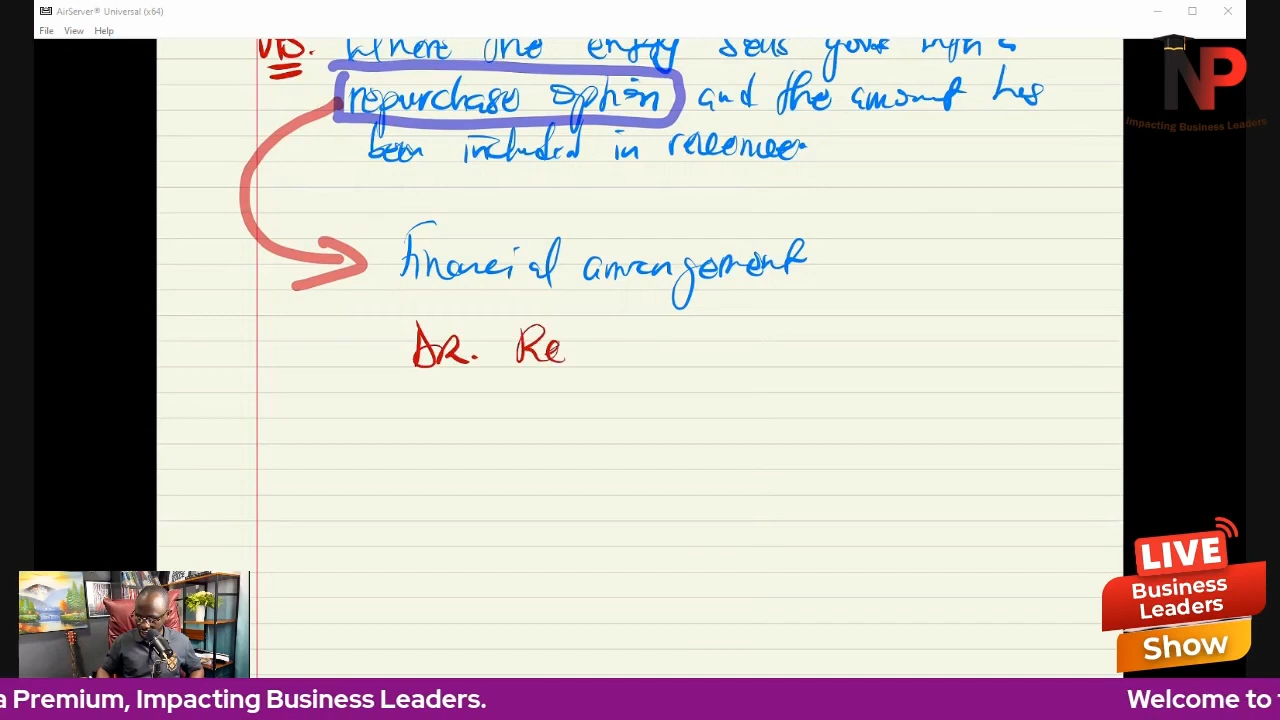 AirServer® Universal (x64)
File View Help
VIB. Where the entity sells goods with a
repurchase option and the amount has
been included in revenue.
Financial arrangement
DR. Re
NP
Impacting Business Leaders
LIVE
Business
Leaders
Show
a Premium, Impacting Business Leaders.
Welcome to